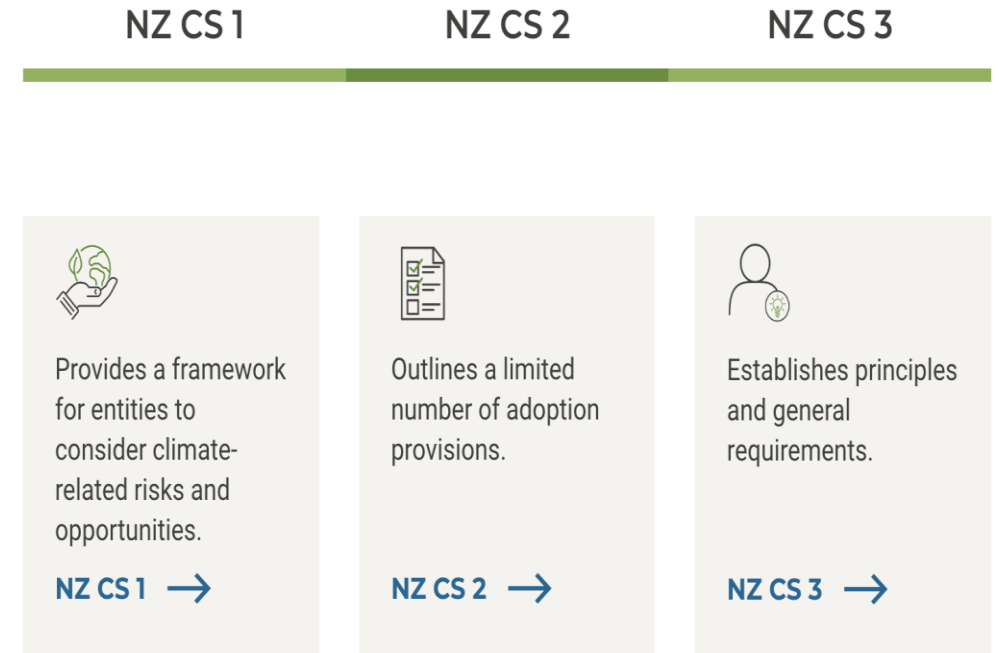 NZ CS 1
NZ CS 2
NZ CS 3
Provides a framework
for entities to
consider climate-
related risks and
opportunities.
NZ CS 1
Outlines a limited
number of adoption
provisions.
NZ CS 2
Establishes principles
and general
requirements.
NZ CS 3